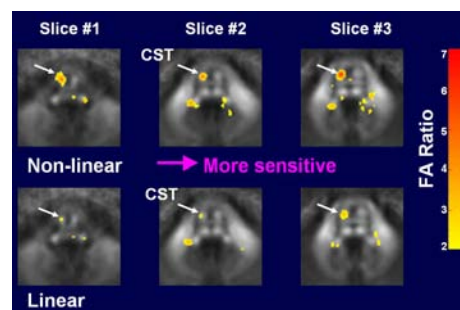 Slice #1 Slice #2 Slice #3
CST
Non-linear More sensitive
CST
Linear
7
6
5
4
3
2
FA Ratio